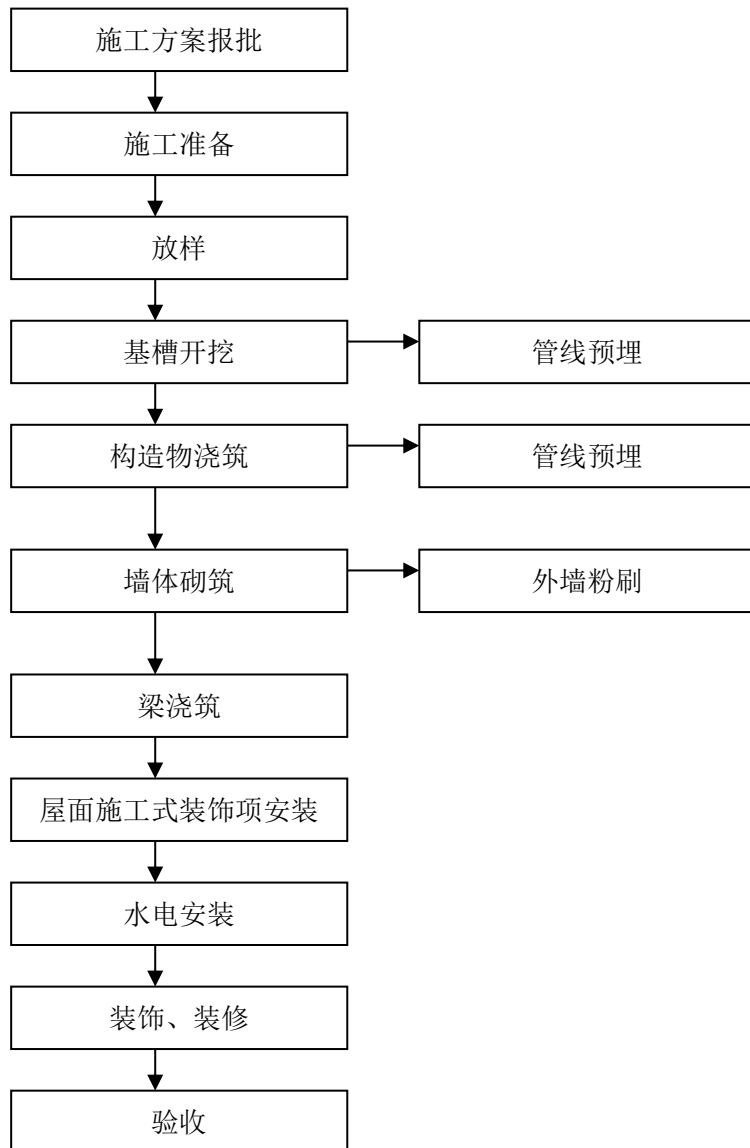 施工方案报批
施工准备
放样
基槽开挖
管线预埋
构造物浇筑
管线预埋
墙体砌筑
外墙粉刷
梁浇筑
屋面施工式装饰项安装
水电安装
装饰、装修
验收